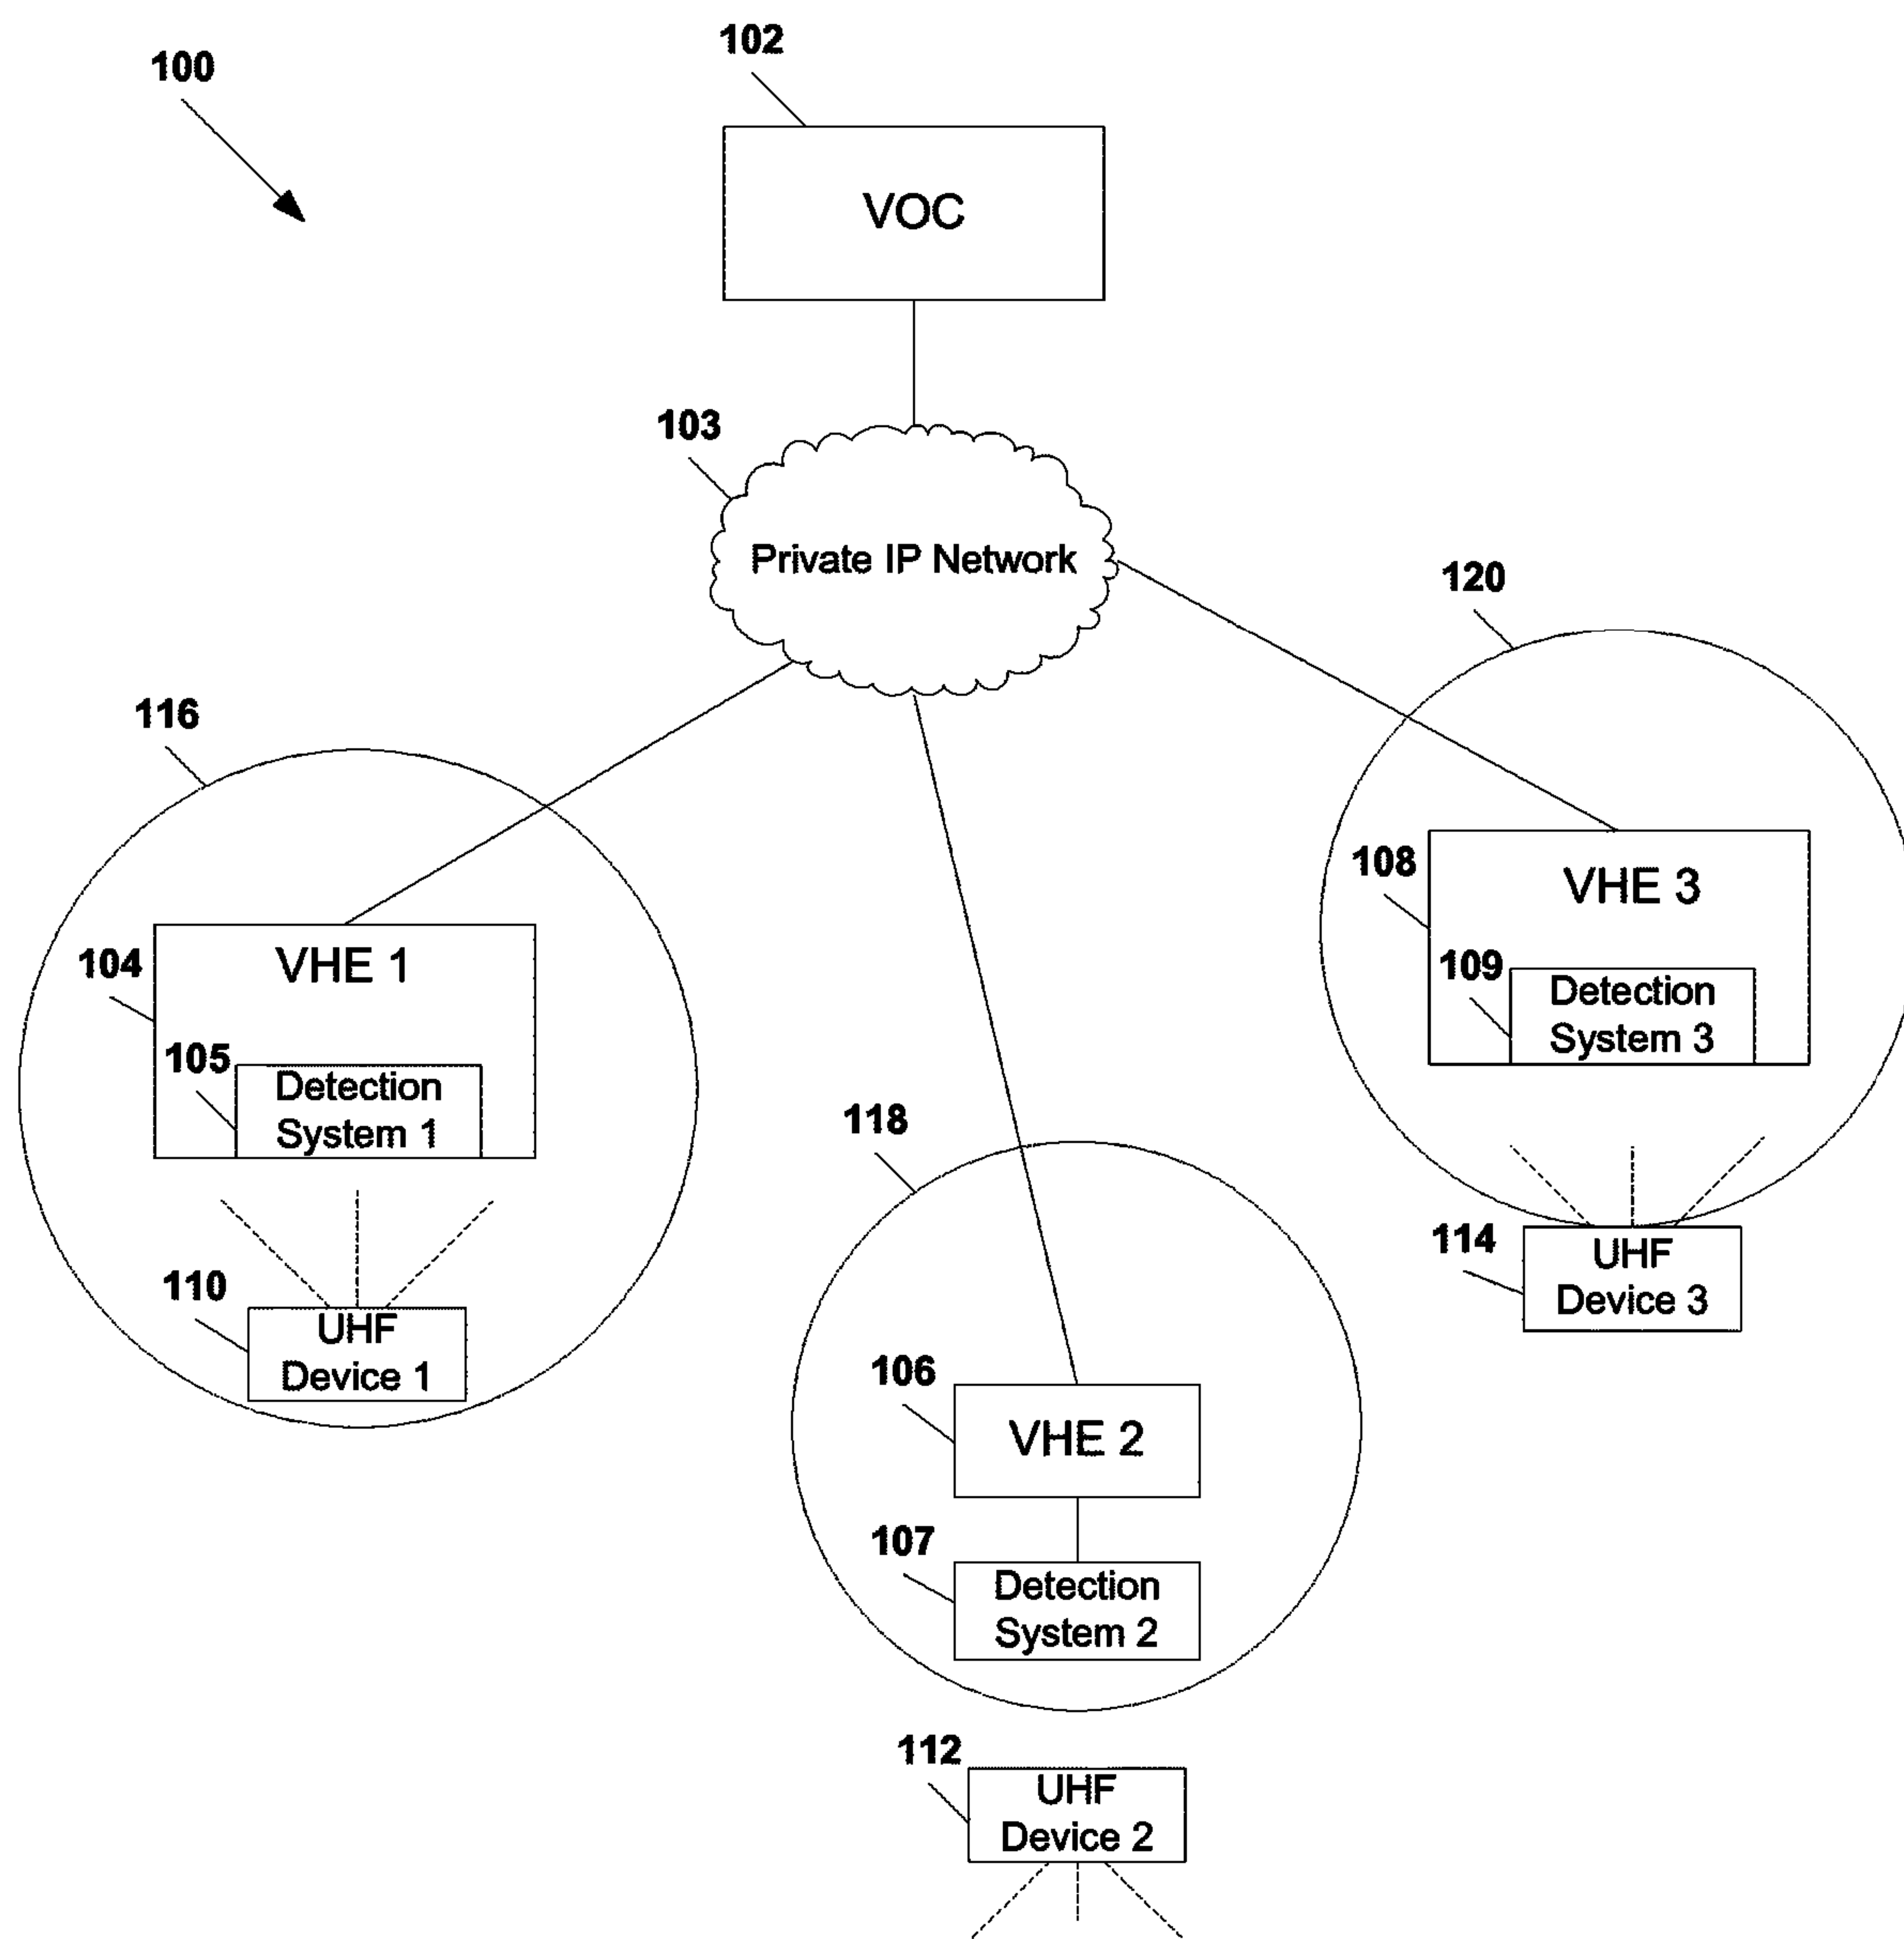 102
100
VOC
103
Private IP Network
120
116
108
VHE 3
104
VHE 1
109
Detection
System 3
105
Detection
System 1
118
114
UHF
Device 3
110
UHF
Device 1
106
VHE 2
107
Detection
System 2
112
UHF
Device 2